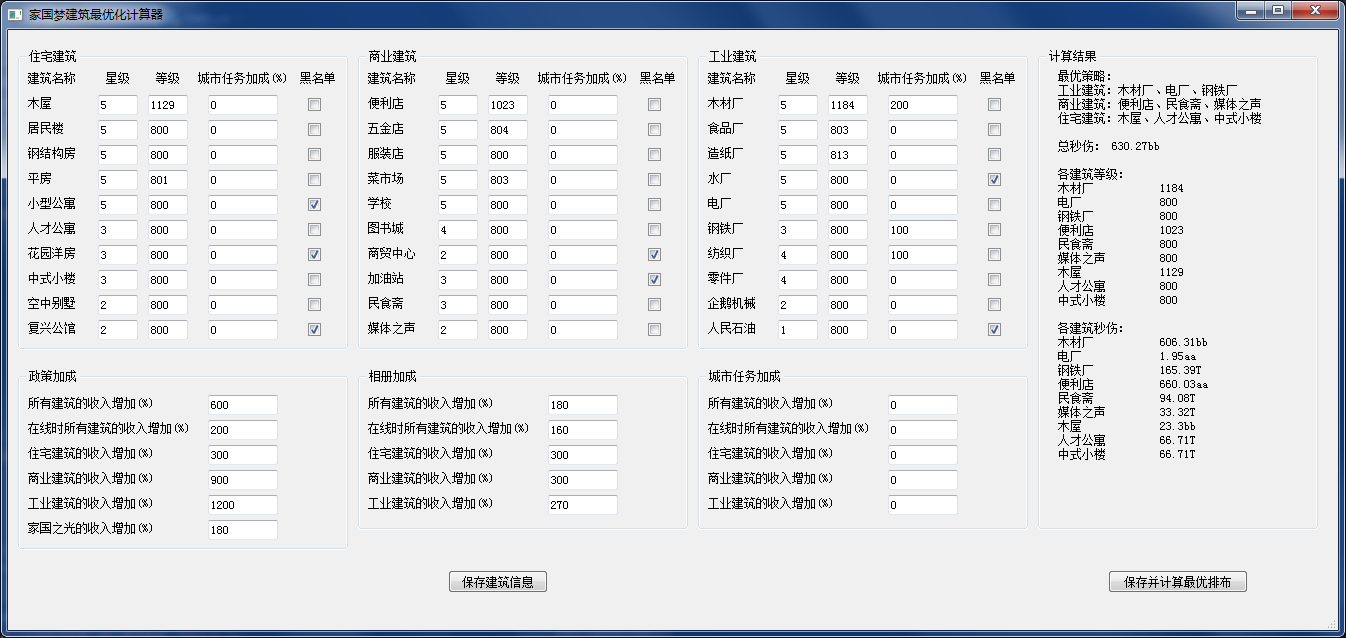 家国梦建筑最优化计算器
住宅建筑
建筑名称 星级 等级 城市任务加成(%) 黑名单
木屋 5 1129 0
居民楼 5 800 0
钢结构房 5 800 0
平房 5 801 0
小型公寓 5 800 0
人才公寓 3 800 0
花园洋房 3 800 0
中式小楼 3 800 0
空中别墅 2 800 0
复兴公馆 2 800 0
商业建筑
建筑名称 星级 等级 城市任务加成(%) 黑名单
便利店 5 1023 0
五金店 5 804 0
服装店 5 800 0
菜市场 5 803 0
学校 5 800 0
图书城 4 800 0
商贸中心 2 800 0
加油站 3 800 0
民食斋 3 800 0
媒体之声 2 800 0
工业建筑
建筑名称 星级 等级 城市任务加成(%) 黑名单
木材厂 5 1184 200
食品厂 5 803 0
造纸厂 5 813 0
水厂 5 800 0
电厂 5 800 0
钢铁厂 3 800 100
纺织厂 4 800 100
零件厂 4 800 0
企鹅机械 2 800 0
人民石油 1 800 0
政策加成
所有建筑的收入增加(%) 600
在线时所有建筑的收入增加(%) 200
住宅建筑的收入增加(%) 300
商业建筑的收入增加(%) 900
工业建筑的收入增加(%) 1200
家国之光的收入增加(%) 180
相册加成
所有建筑的收入增加(%) 180
在线时所有建筑的收入增加(%) 160
住宅建筑的收入增加(%) 300
商业建筑的收入增加(%) 300
工业建筑的收入增加(%) 270
城市任务加成
所有建筑的收入增加(%) 0
在线时所有建筑的收入增加(%) 0
住宅建筑的收入增加(%) 0
商业建筑的收入增加(%) 0
工业建筑的收入增加(%) 0
计算结果
最优策略：
工业建筑：木材厂、电厂、钢铁厂
商业建筑：便利店、民食斋、媒体之声
住宅建筑：木屋、人才公寓、中式小楼
总秒伤： 630.27bb
各建筑等级：
木材厂 1184
电厂 800
钢铁厂 800
便利店 1023
民食斋 800
媒体之声 800
木屋 1129
人才公寓 800
中式小楼 800
各建筑秒伤：
木材厂 606.31bb
电厂 1.95aa
钢铁厂 165.39T
便利店 660.03aa
民食斋 94.08T
媒体之声 33.32T
木屋 23.3bb
人才公寓 66.71T
中式小楼 66.71T
保存建筑信息
保存并计算最优排布